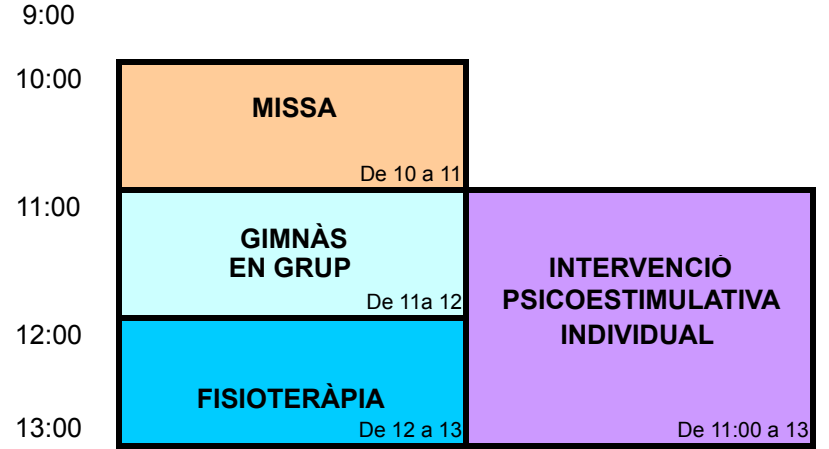 9:00
10:00
MISSA
De 10 a 11
11:00
GIMNÀS
EN GRUP
De 11a 12
INTERVENCIÓ
PSICOESTIMULATIVA
INDIVIDUAL
12:00
FISIOTERÀPIA
13:00
De 12 a 13
De 11:00 a 13